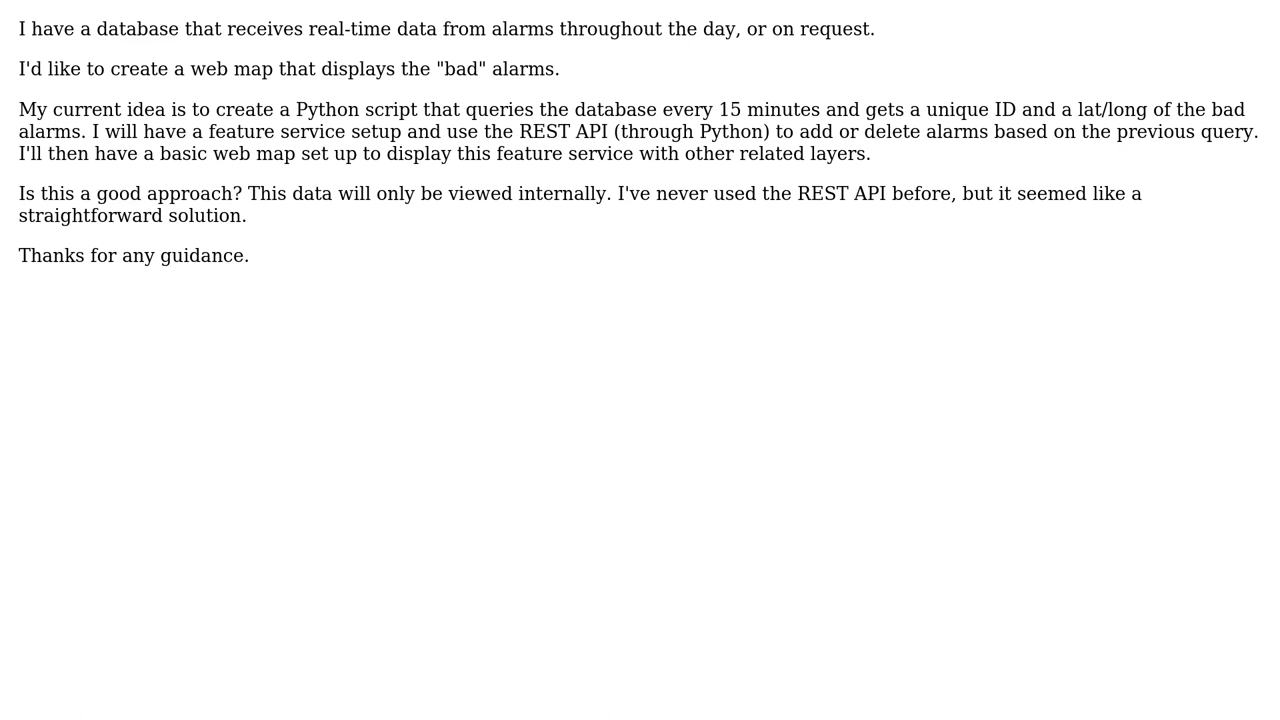 I have a database that receives real-time data from alarms throughout the day, or on request.
I'd like to create a web map that displays the "bad" alarms.
My current idea is to create a Python script that queries the database every 15 minutes and gets a unique ID and a lat/long of the bad
alarms. I will have a feature service setup and use the REST API (through Python) to add or delete alarms based on the previous query.
I'll then have a basic web map set up to display this feature service with other related layers.
Is this a good approach? This data will only be viewed internally. I've never used the REST API before, but it seemed like a
straightforward solution.
Thanks for any guidance.